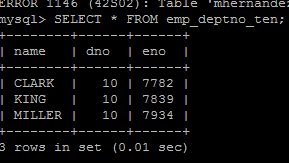 ERROR 1146 (42S02): Table 'mhernande
mysql> SELECT * FROM emp_deptno_ten;
+--------+-----+------+
| name | dno | eno |
+--------+-----+------+
| CLARK | 10 | 7782 |
| KING | 10 | 7839 |
| MILLER | 10 | 7934 |
+--------+-----+------+
3 rows in set (0.01 sec)